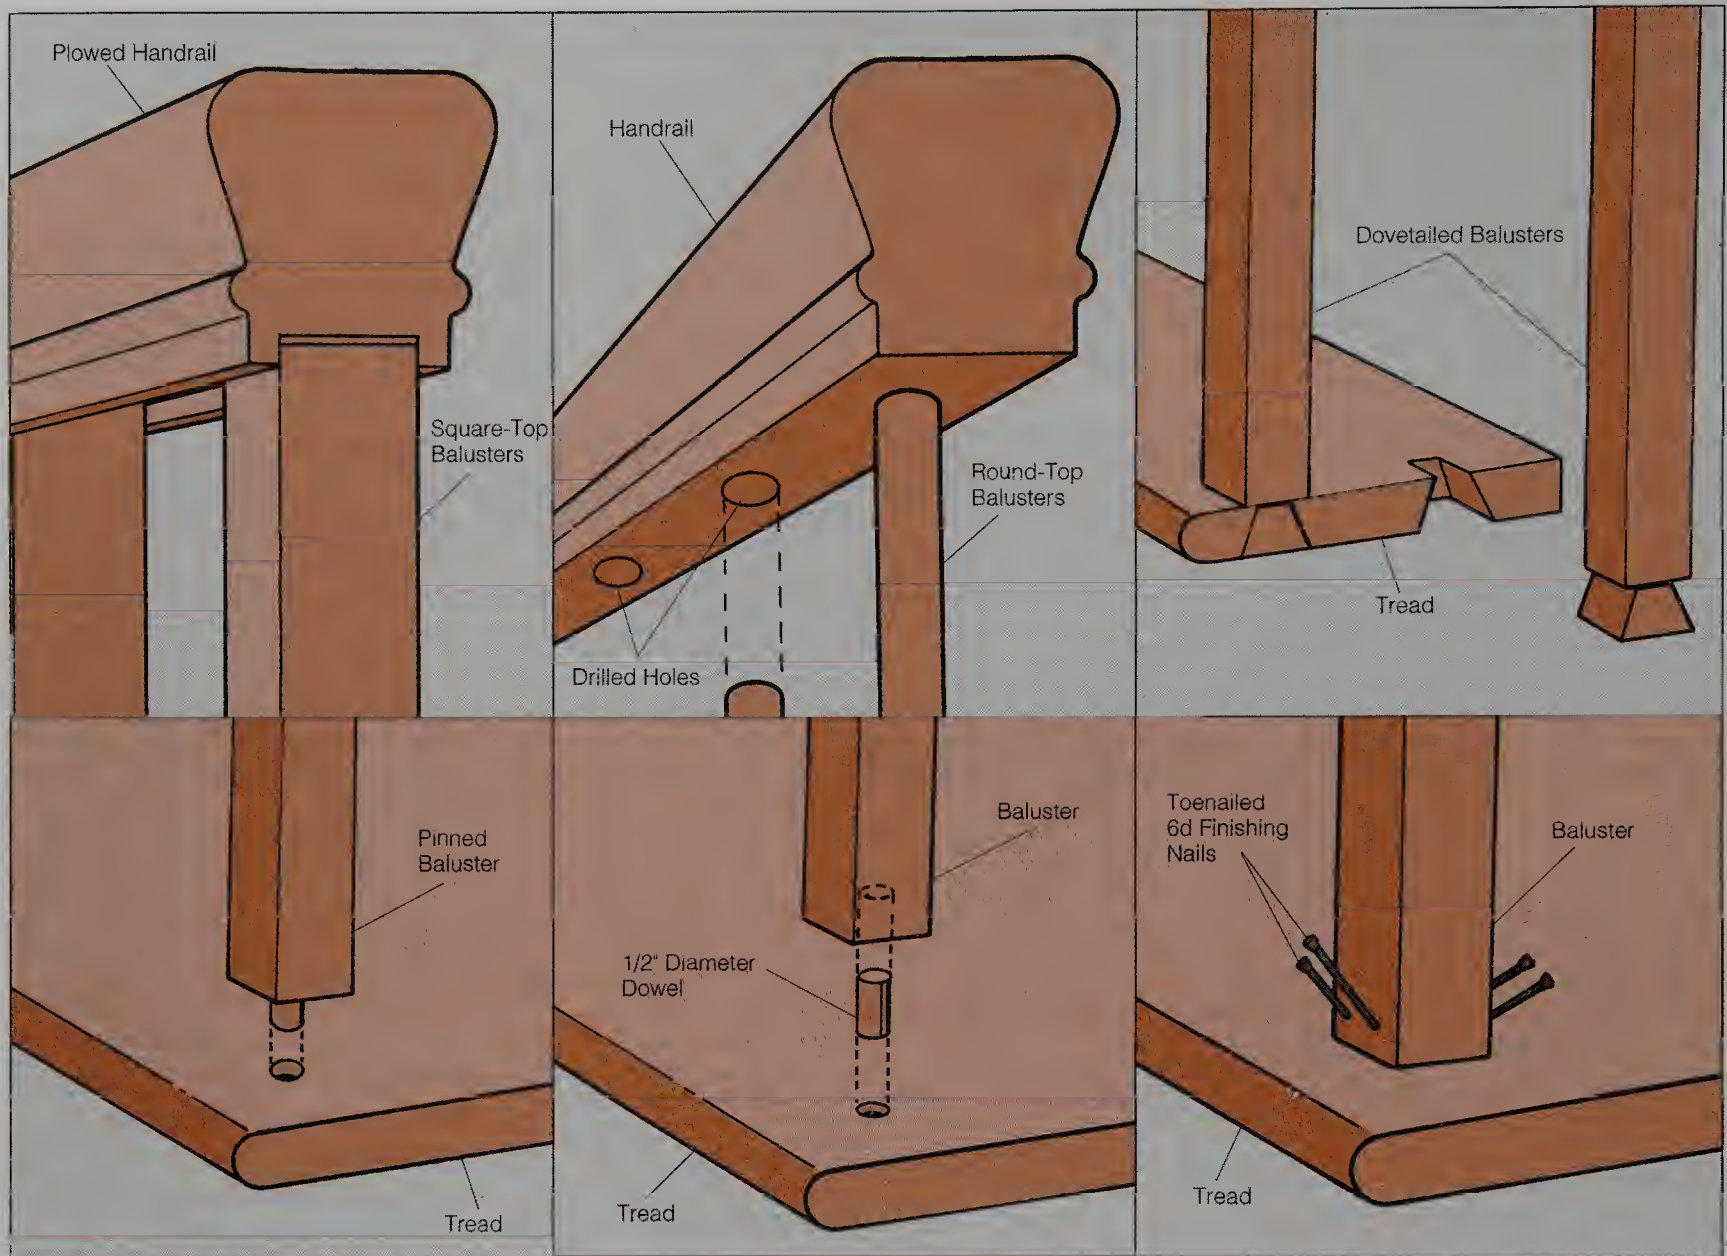 Plowed Handrail
Square-Top
Balusters
Handrail
Round-Top
Balusters
Drilled Holes
Dovetailed Balusters
Tread
Pinned
Baluster
Tread
Baluster
1/2" Diameter
Dowel
Tread
Toenailed
6d Finishing
Nails
Baluster
Tread